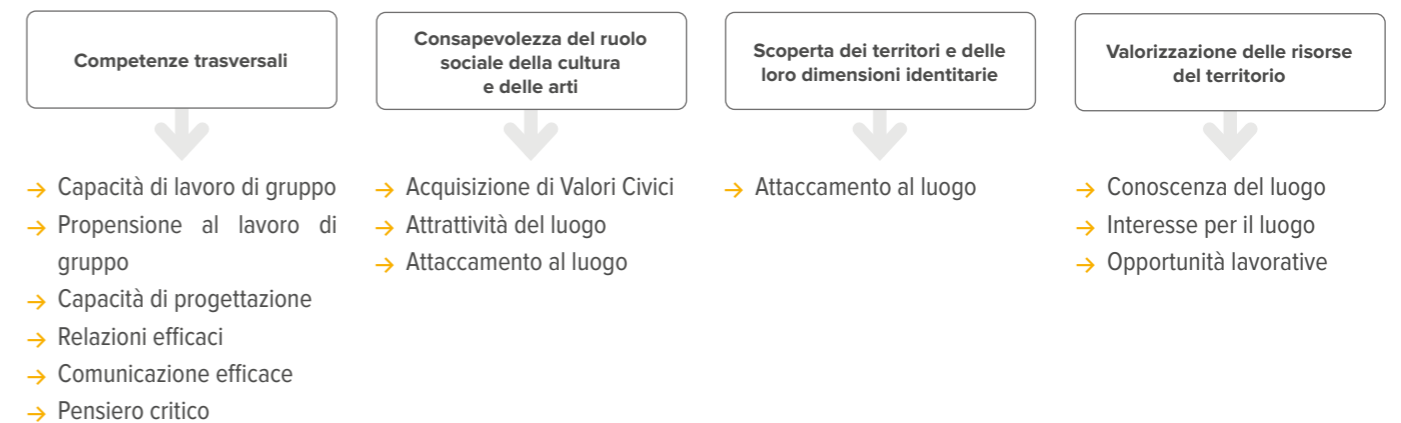 Competenze trasversali
Consapevolezza del ruolo
sociale della cultura
e delle arti
Scoperta dei territori e delle
loro dimensioni identitarie
Valorizzazione delle risorse
del territorio
Capacità di lavoro di gruppo
Propensione al lavoro di
gruppo
Capacità di progettazione
Relazioni efficaci
Comunicazione efficace
Pensiero critico
Acquisizione di Valori Civici
Attrattività del luogo
Attaccamento al luogo
Attaccamento al luogo
Conoscenza del luogo
Interesse per il luogo
Opportunità lavorative